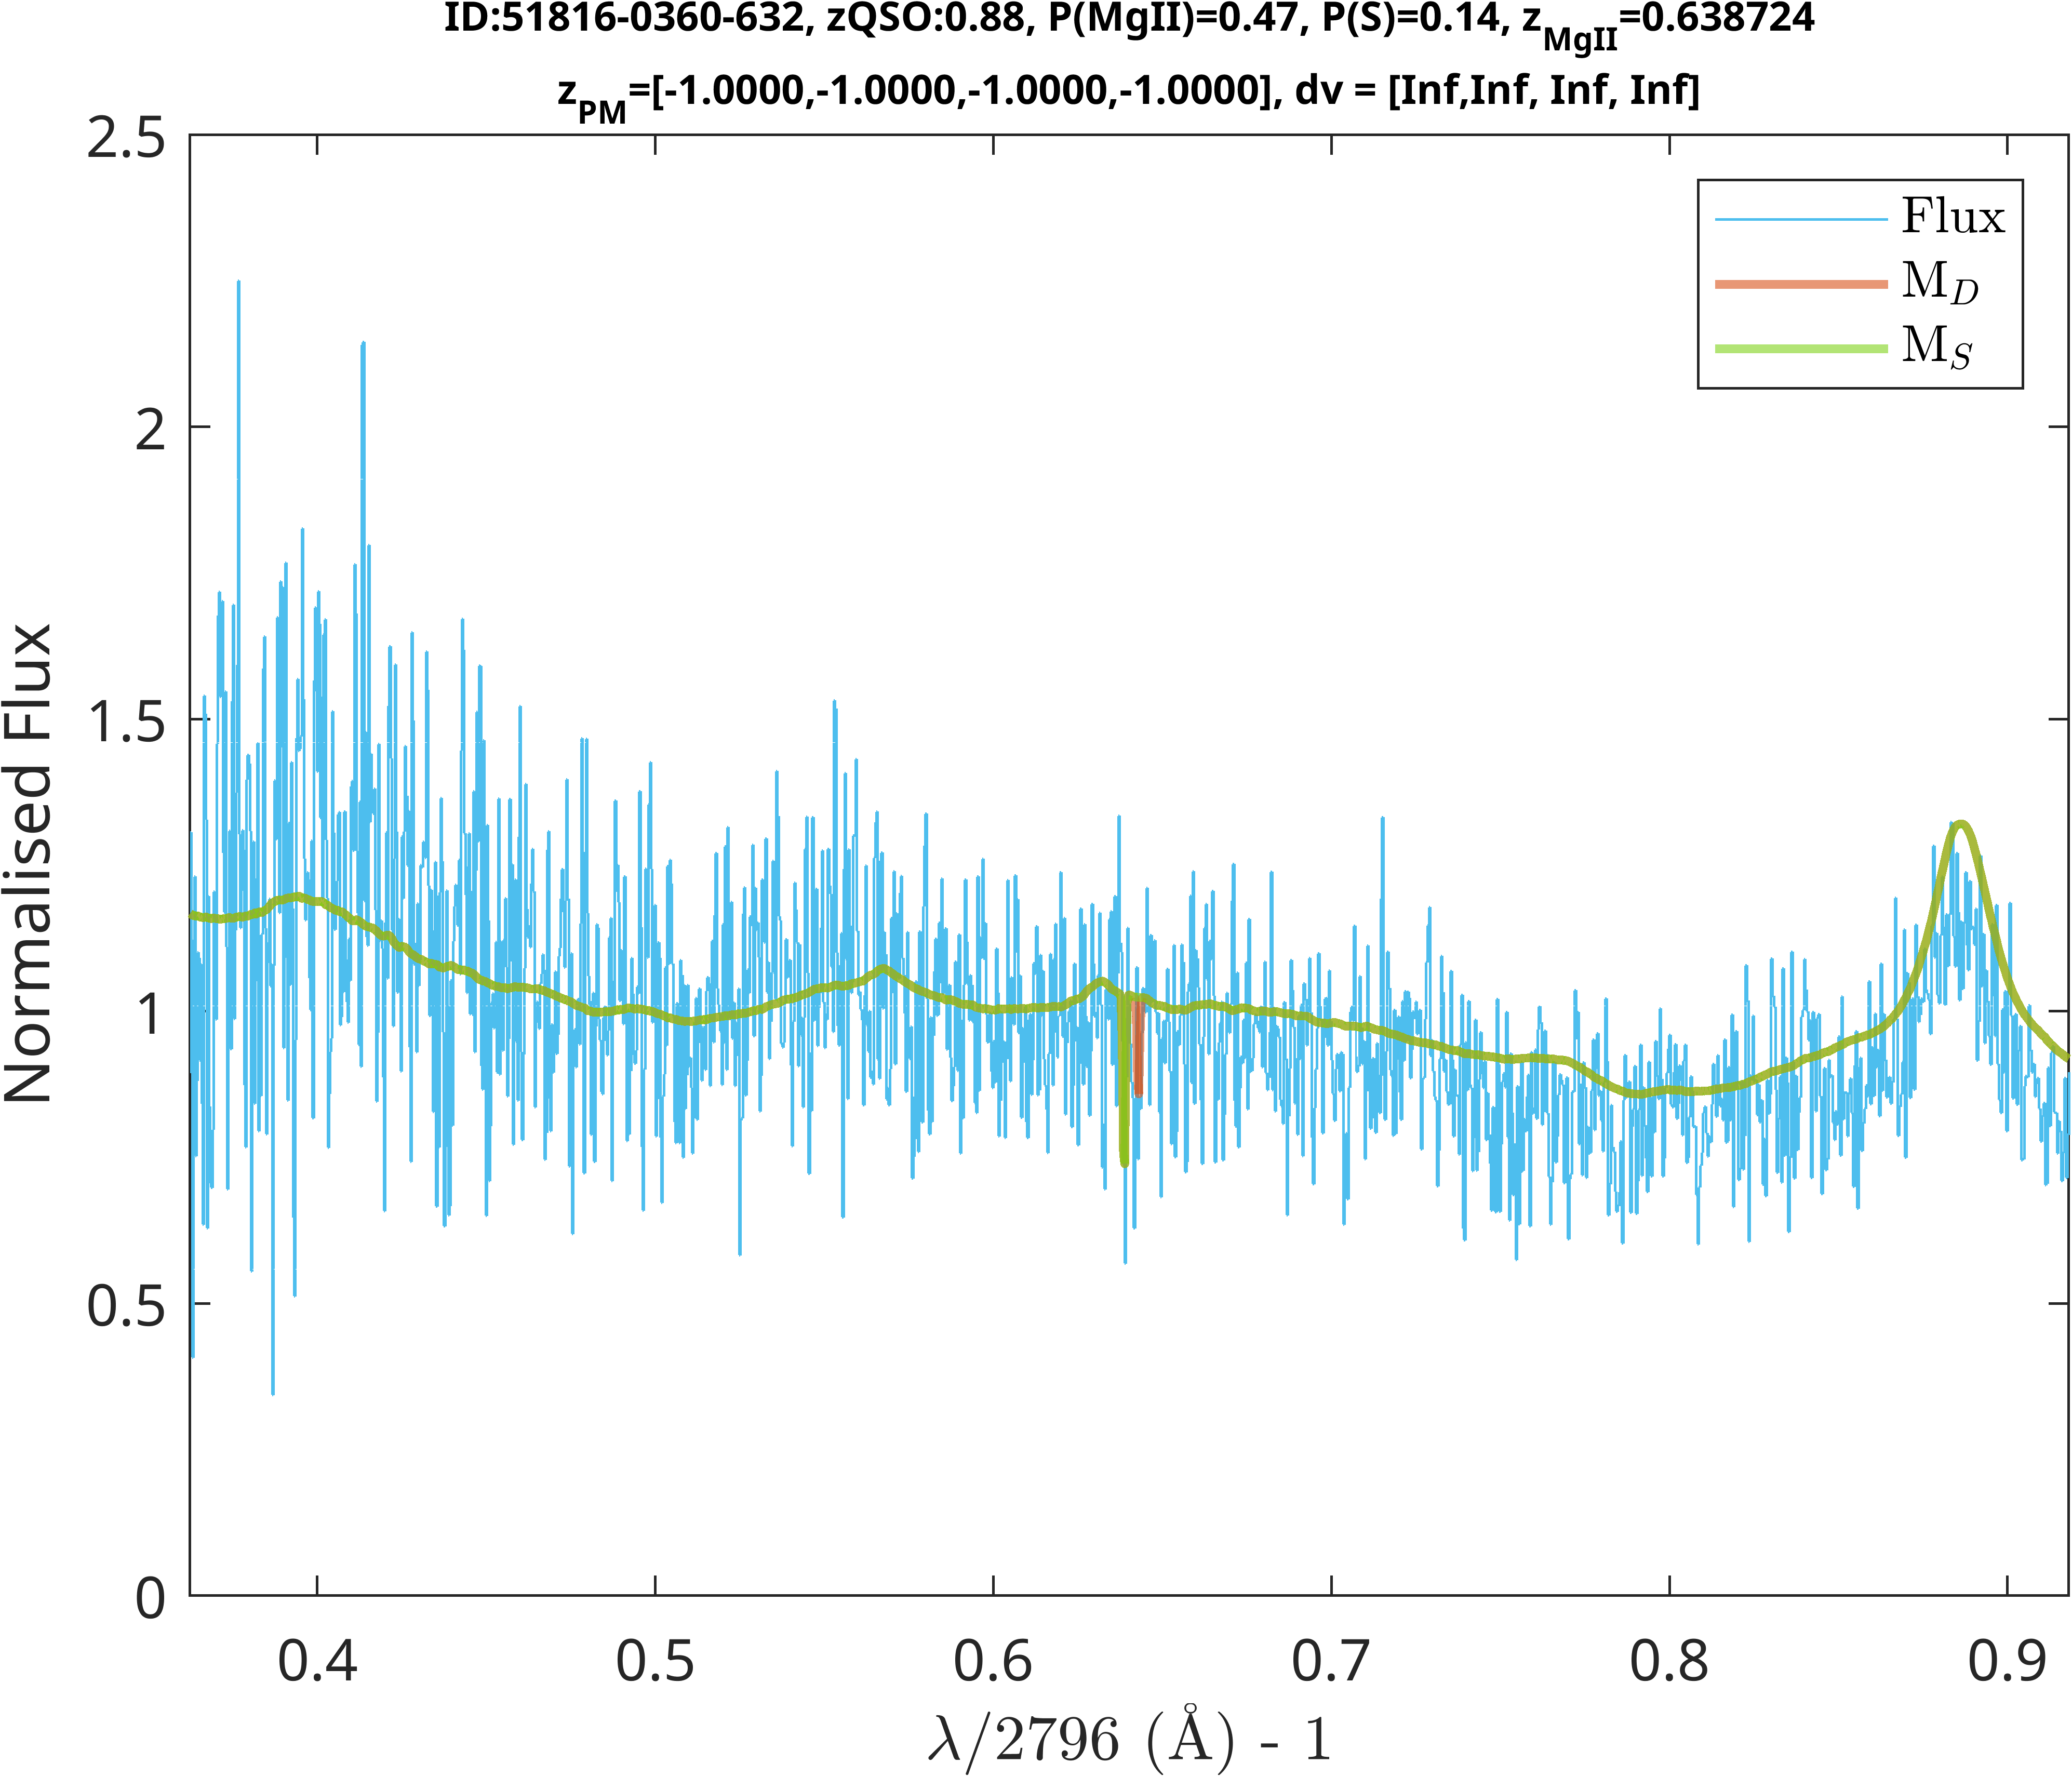 ID:51816-0360-632, zQSO:0.88, P(MgII)=0.47, P(S)=0.14, zMgII=0.638724
zPM=[-1.0000,-1.0000,-1.0000,-1.0000], dv = [Inf,Inf, Inf, Inf]
2.5
2
1.5
1
0.5
0
Normalised Flux
Flux
MD
MS
0.4 0.5 0.6 0.7 0.8 0.9
λ/2796 (Å) - 1